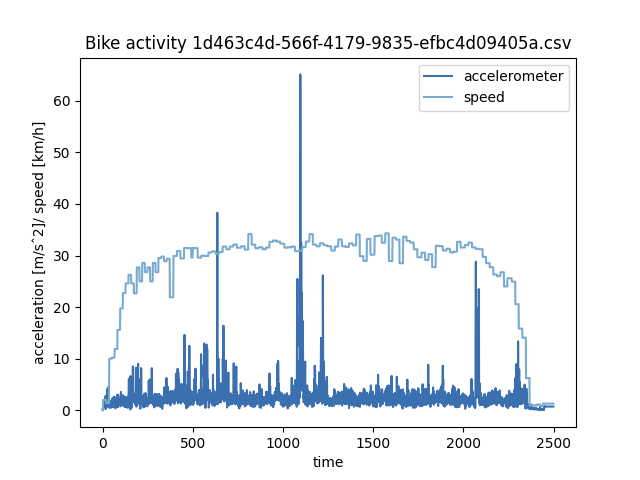 Bike activity 1d463c4d-566f-4179-9835-efbc4d09405a.csv
accelerometer
speed
acceleration [m/s^2]/ speed [km/h]
60
50
40
30
20
10
0
0 500 1000 1500 2000 2500
time